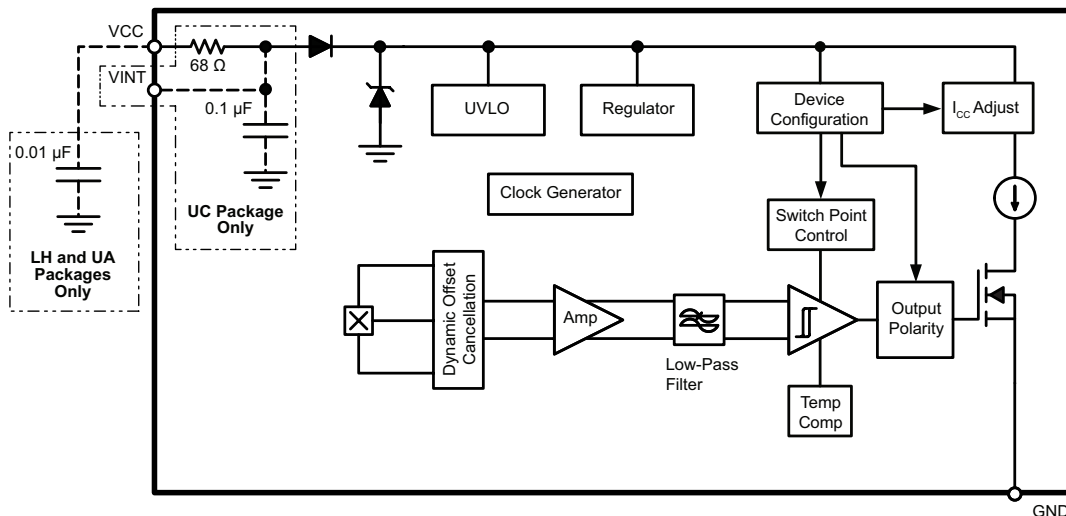 VCC
68 Ω
VINT
0.1 µF
UC Package
Only
0.01 µF
LH and UA
Packages
Only
UVLO
Regulator
Device
Configuration
ICC Adjust
Clock Generator
Switch Point
Control
Dynamic Offset
Cancellation
Amp
Low-Pass
Filter
Output
Polarity
Temp
Comp
GND